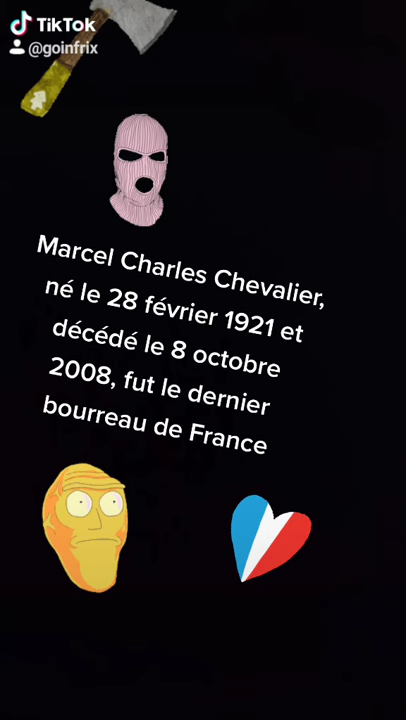 TikTok
@goinfrix
Marcel Charles Chevalier,
né le 28 février 1921 et
décédé le 8 octobre
2008, fut le dernier
bourreau de France